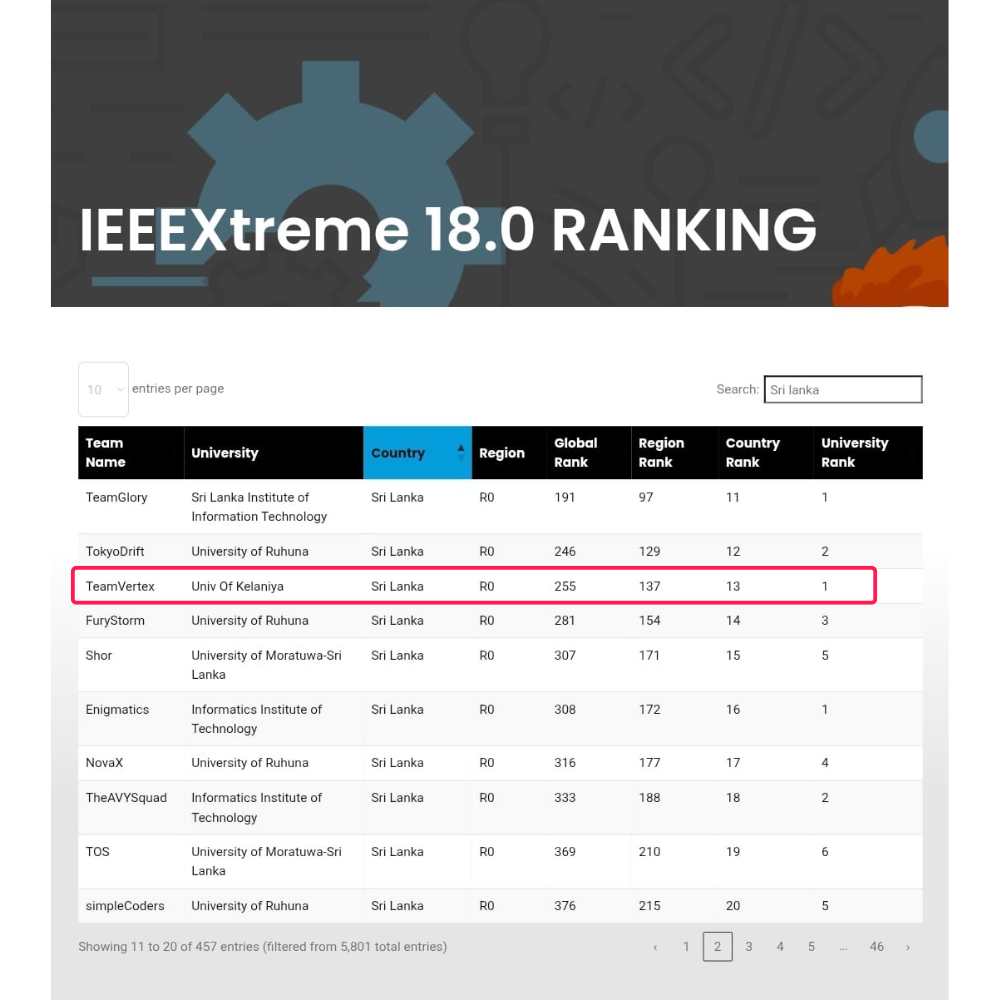 IEEEXtreme 18.0 RANKING
10 entries per page
Search: Sri lanka
Team Name University Country Region Global Rank Region Rank Country Rank University Rank
TeamGlory Sri Lanka Institute of Information Technology Sri Lanka R0 191 97 11 1
TokyoDrift University of Ruhuna Sri Lanka R0 246 129 12 2
TeamVertex Univ Of Kelaniya Sri Lanka R0 255 137 13 1
FuryStorm University of Ruhuna Sri Lanka R0 281 154 14 3
Shor University of Moratuwa-Sri Lanka Sri Lanka R0 307 171 15 5
Enigmatics Informatics Institute of Technology Sri Lanka R0 308 172 16 1
NovaX University of Ruhuna Sri Lanka R0 316 177 17 4
TheAVYSquad Informatics Institute of Technology Sri Lanka R0 333 188 18 2
TOS University of Moratuwa-Sri Lanka Sri Lanka R0 369 210 19 6
simpleCoders University of Ruhuna Sri Lanka R0 376 215 20 5
Showing 11 to 20 of 457 entries (filtered from 5,801 total entries)
‹ 1 2 3 4 5 … 46 ›